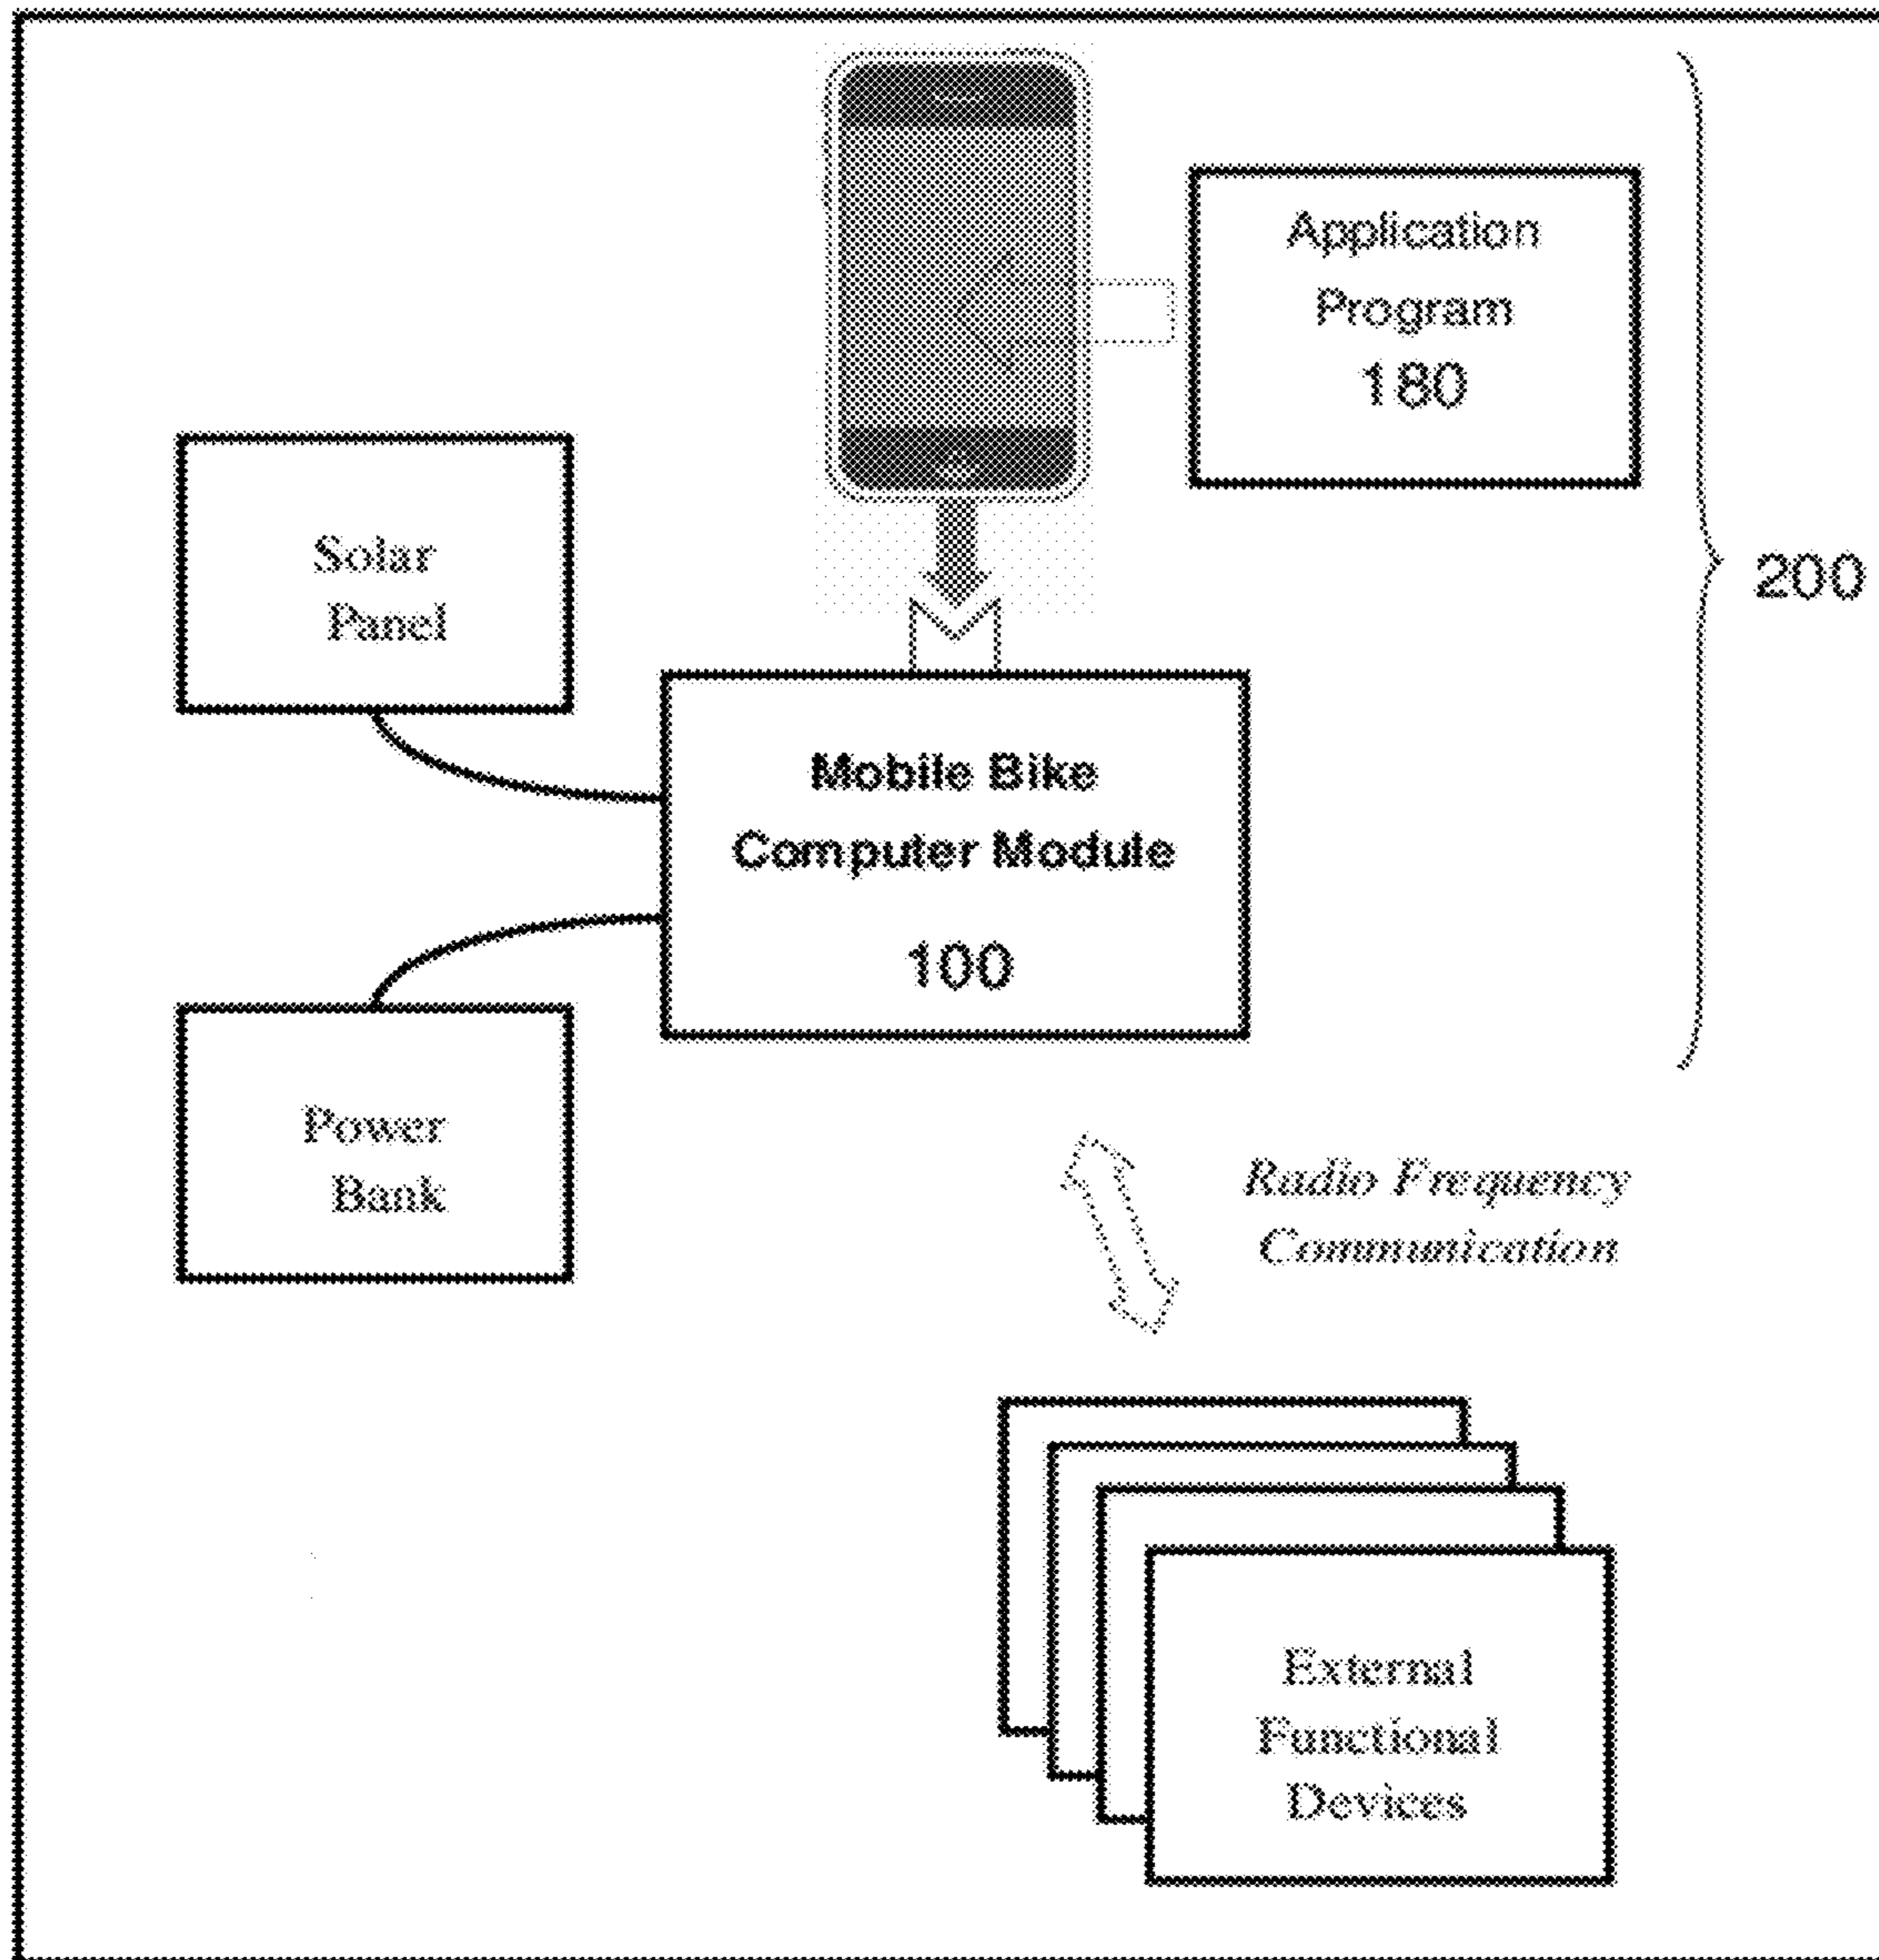 Application
Program
180
200
Solar
Panel
Mobile Bike
Computer Module
100
Power
Bank
Radio Frequency
Communication
External
Functional
Devices